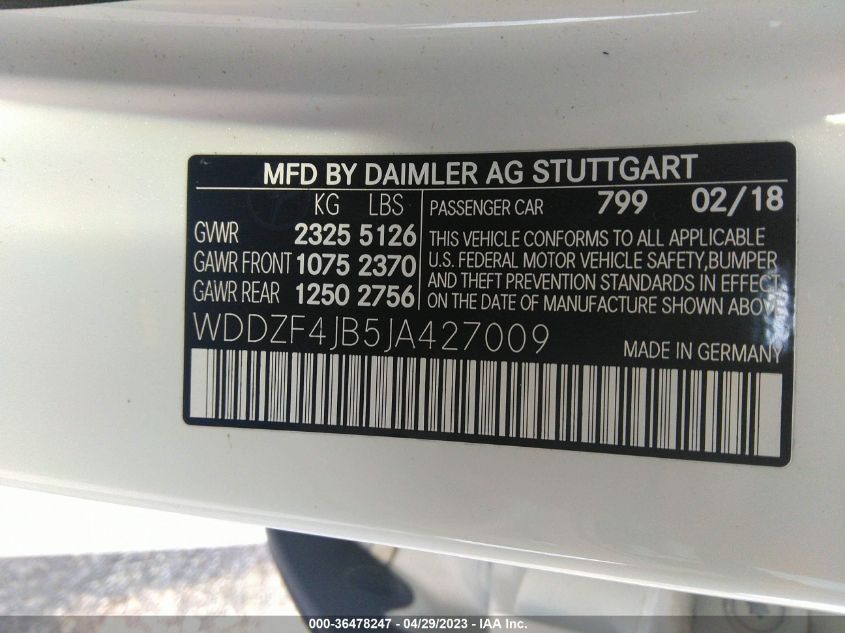 MFD BY DAIMLER AG STUTTGART
KG LBS
GVWR 2325 5126
GAWR FRONT 1075 2370
GAWR REAR 1250 2756
PASSENGER CAR 799 02/18
THIS VEHICLE CONFORMS TO ALL APPLICABLE
U.S. FEDERAL MOTOR VEHICLE SAFETY,BUMPER
AND THEFT PREVENTION STANDARDS IN EFFECT
ON THE DATE OF MANUFACTURE SHOWN ABOVE
WDDZF4JB5JA427009
MADE IN GERMANY
000-36478247 - 04/29/2023 - IAA Inc.